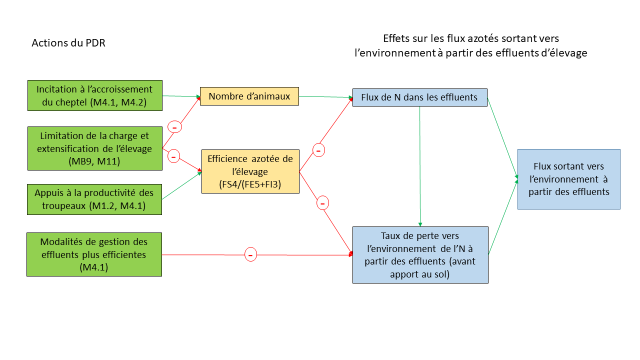 Actions du PDR
Effets sur les flux azotés sortant vers
l'environnement à partir des effluents d'élevage
Incitation à l'accroissement
du cheptel (M4.1, M4.2)
Nombre d'animaux
Flux de N dans les effluents
Limitation de la charge et
extensification de l'élevage
(MB9, M11)
Efficience azotée de
l'élevage
(FS4/(FE5+FI3)
Appuis à la productivité des
troupeaux (M1.2, M4.1)
Modalités de gestion des
effluents plus efficientes
(M4.1)
Taux de perte vers
l'environnement de l'N à
partir des effluents (avant
apport au sol)
Flux sortant vers
l'environnement à
partir des effluents
-
-
-
-
-